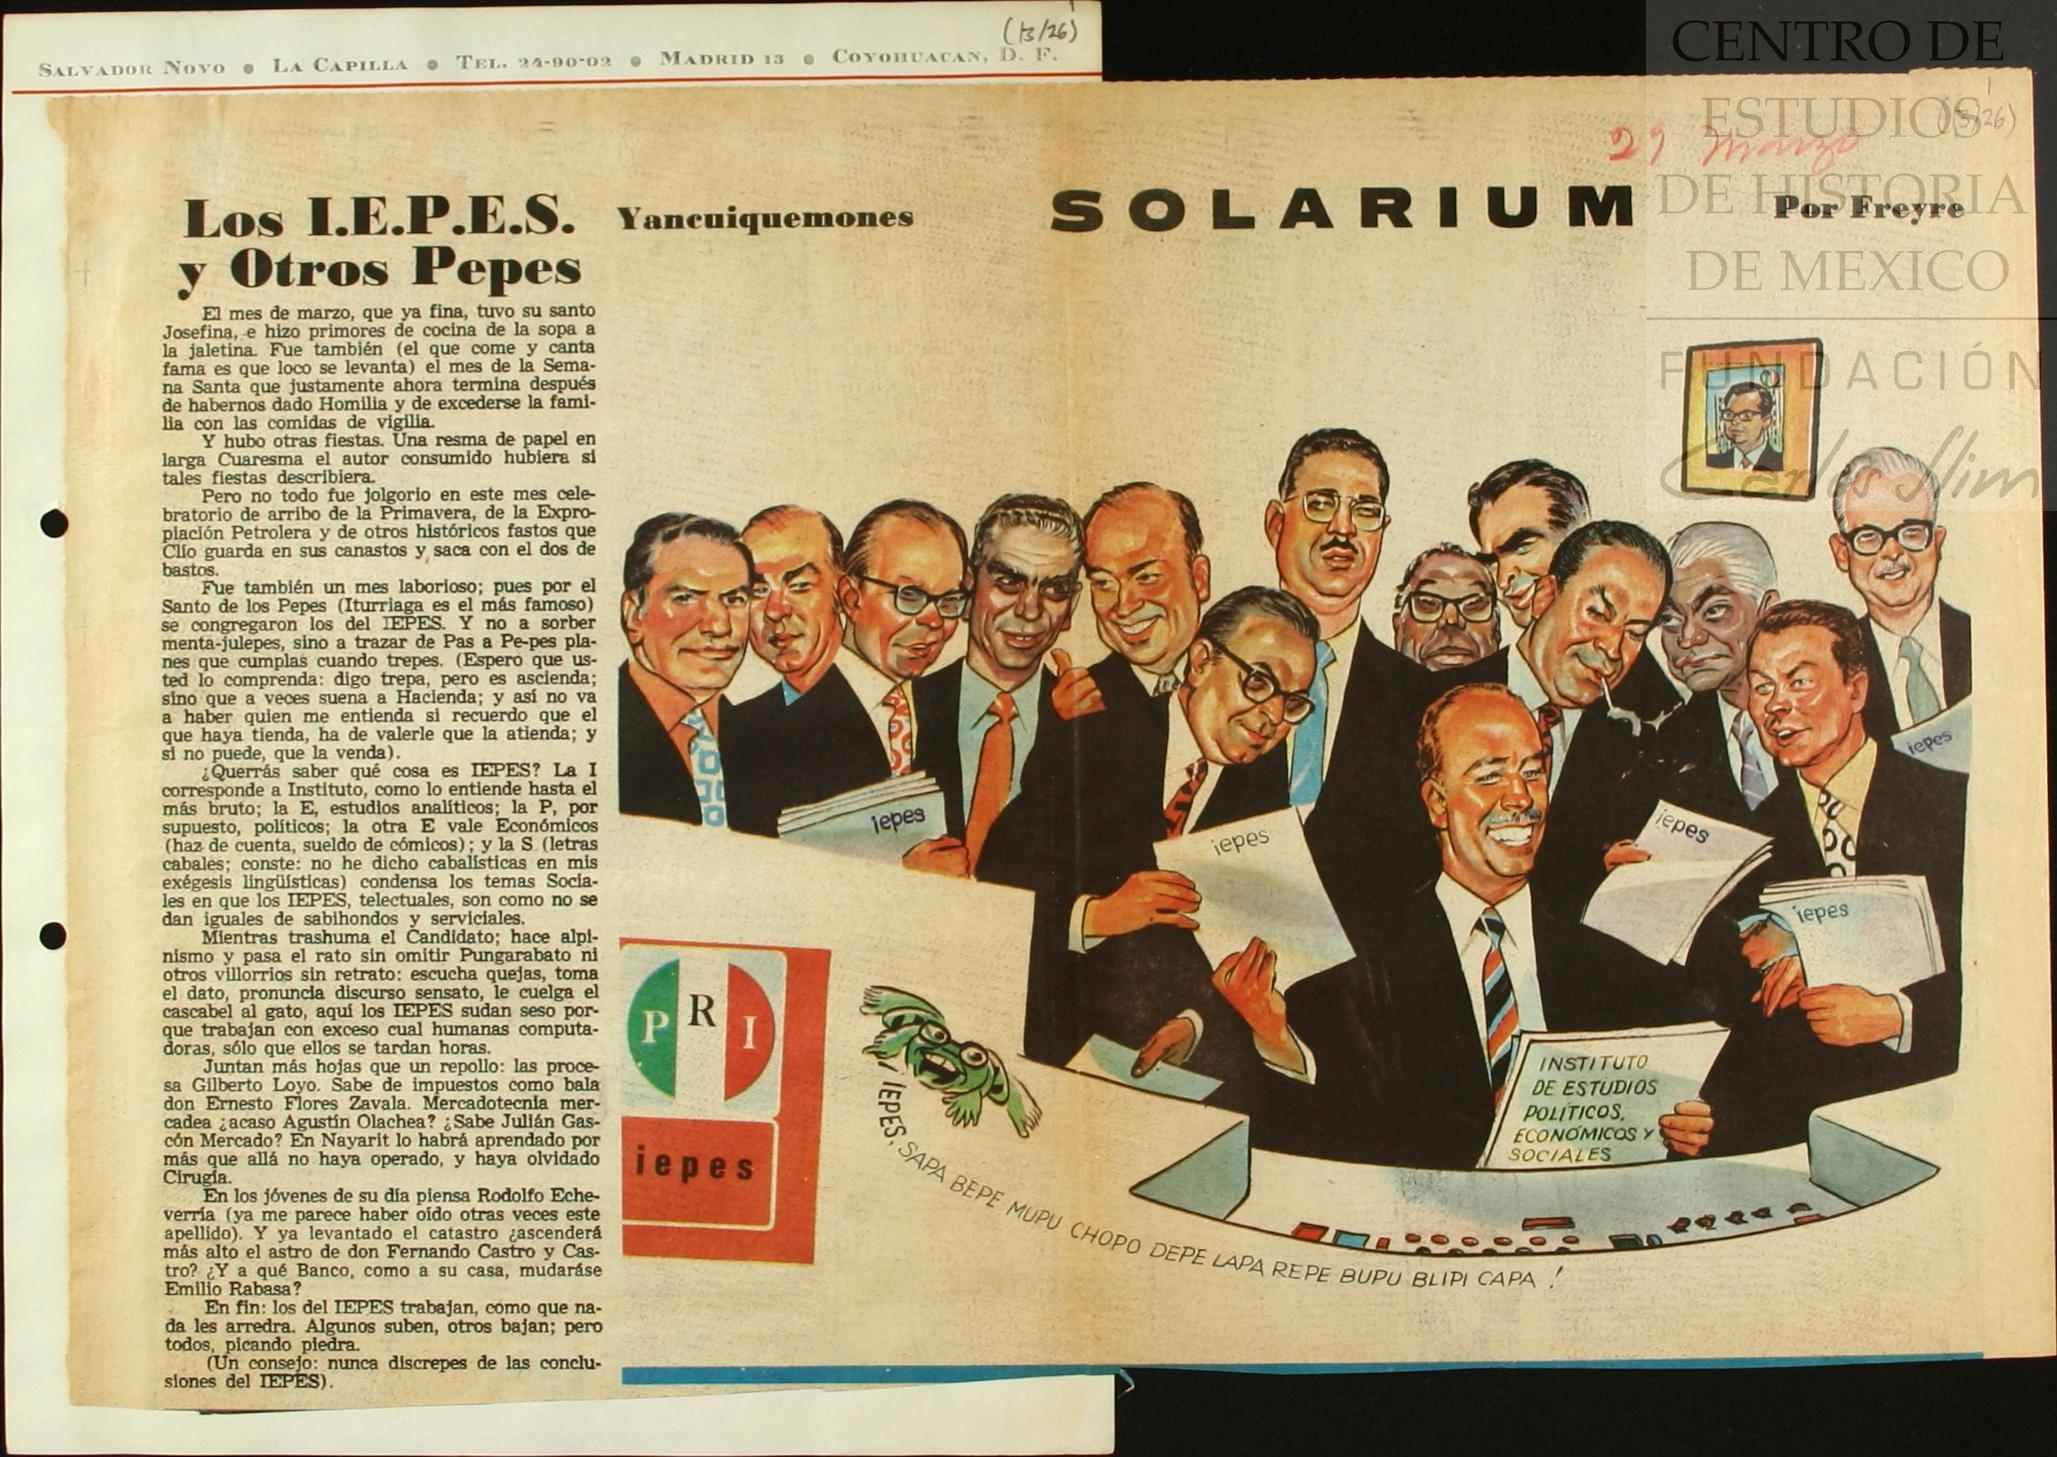 (13/26)
SALVADOR NOVO ● LA CAPILLA ● TEL. 24-90-02 ● MADRID 13 ● COYOHUACAN, D. F.
CENTRO DE
ESTUDIOS
DE HISTORIA
DE MEXICO
FUNDACIÓN
Carlos Slim
(13/26)
29 Marzo
Los I.E.P.E.S.
y Otros Pepes
Yancuiquemones
SOLARIUM
Por Freyre
El mes de marzo, que ya fina, tuvo su santo
Josefina, e hizo primores de cocina de la sopa a
la jaletina. Fue también (el que come y canta
fama es que loco se levanta) el mes de la Sema-
na Santa que justamente ahora termina después
de habernos dado Homilia y de excederse la fami-
lia con las comidas de vigilia.
Y hubo otras fiestas. Una resma de papel en
larga Cuaresma el autor consumido hubiera si
tales fiestas describiera.
Pero no todo fue jolgorio en este mes cele-
bratorio de arribo de la Primavera, de la Expro-
piación Petrolera y de otros históricos fastos que
Clío guarda en sus canastos y saca con el dos de
bastos.
Fue también un mes laborioso; pues por el
Santo de los Pepes (Iturriaga es el más famoso)
se congregaron los del IEPES. Y no a sorber
menta-julepes, sino a trazar de Pas a Pe-pes pla-
nes que cumplas cuando trepes. (Espero que us-
ted lo comprenda: digo trepa, pero es ascienda;
sino que a veces suena a Hacienda; y así no va
a haber quien me entienda si recuerdo que el
que haya tienda, ha de valerle que la atienda; y
si no puede, que la venda).
¿Querrás saber qué cosa es IEPES? La I
corresponde a Instituto, como lo entiende hasta el
más bruto; la E, estudios analíticos; la P, por
supuesto, políticos; la otra E vale Económicos
(haz de cuenta, sueldo de cómicos); y la S (letras
cabales; conste: no he dicho cabalísticas en mis
exégesis lingüísticas) condensa los temas Socia-
les en que los IEPES, telectuales, son como no se
dan iguales de sabihondos y serviciales.
Mientras trashuma el Candidato; hace alpi-
nismo y pasa el rato sin omitir Pungarabato ni
otros villorrios sin retrato: escucha quejas, toma
el dato, pronuncia discurso sensato, le cuelga el
cascabel al gato, aquí los IEPES sudan seso por-
que trabajan con exceso cual humanas computa-
doras, sólo que ellos se tardan horas.
Juntan más hojas que un repollo: las proce-
sa Gilberto Loyo. Sabe de impuestos como bala
don Ernesto Flores Zavala. Mercadotecnia mer-
cadea ¿acaso Agustín Olachea? ¿Sabe Julián Gas-
cón Mercado? En Nayarit lo habrá aprendado por
más que allá no haya operado, y haya olvidado
Cirugía.
En los jóvenes de su día piensa Rodolfo Eche-
verría (ya me parece haber oído otras veces este
apellido). Y ya levantado el catastro ¿ascenderá
más alto el astro de don Fernando Castro y Cas-
tro? ¿Y a qué Banco, como a su casa, mudaráse
Emilio Rabasa?
En fin: los del IEPES trabajan, como que na-
da les arredra. Algunos suben, otros bajan; pero
todos, picando piedra.
(Un consejo: nunca discrepes de las conclu-
siones del IEPES).
iepes
iepes
iepes
iepes
iepes
INSTITUTO
DE ESTUDIOS
POLÍTICOS,
ECONÓMICOS Y
SOCIALES
P R I
iepes
¡ IEPES, SAPA BEPE MUPU CHOPO DEPE LAPA REPE BUPU BLIPI CAPA !